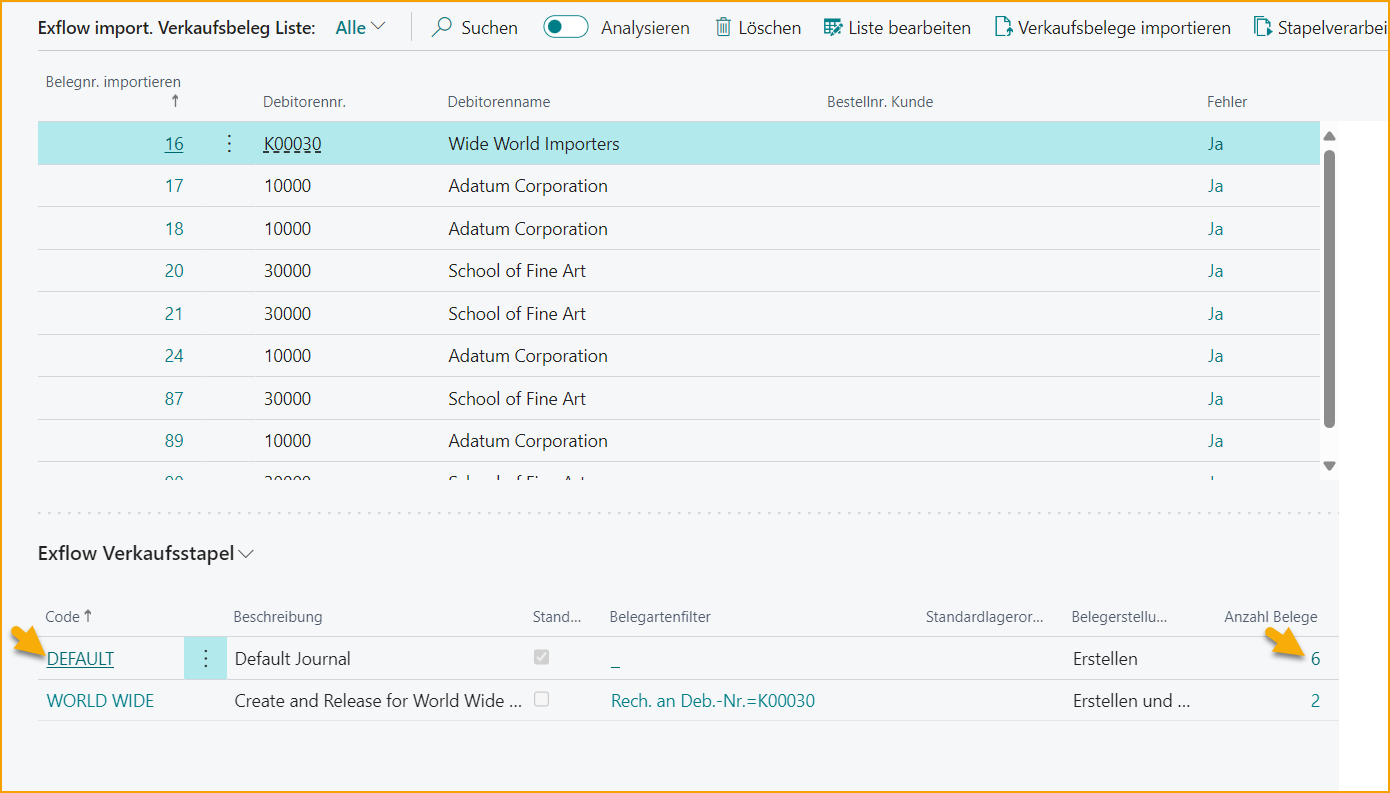 Exflow import. Verkaufsbeleg Liste: Alle Suchen Analysieren Löschen Liste bearbeiten Verkaufsbelege importieren
Belegnr. importieren ↑ Debitorennr. Debitorenname Bestellnr. Kunde Fehler
16 K00030 Wide World Importers Ja
17 10000 Adatum Corporation Ja
18 10000 Adatum Corporation Ja
20 30000 School of Fine Art Ja
21 30000 School of Fine Art Ja
24 10000 Adatum Corporation Ja
87 30000 School of Fine Art Ja
89 10000 Adatum Corporation Ja
Exflow Verkaufsstapel
Code ↑ Beschreibung Stand... Belegartenfilter Standardlageror... Belegerstellu... Anzahl Belege
DEFAULT Default Journal _ Erstellen 6
WORLD WIDE Create and Release for World Wide ... Rech. an Deb.-Nr.=K00030 Erstellen und ... 2